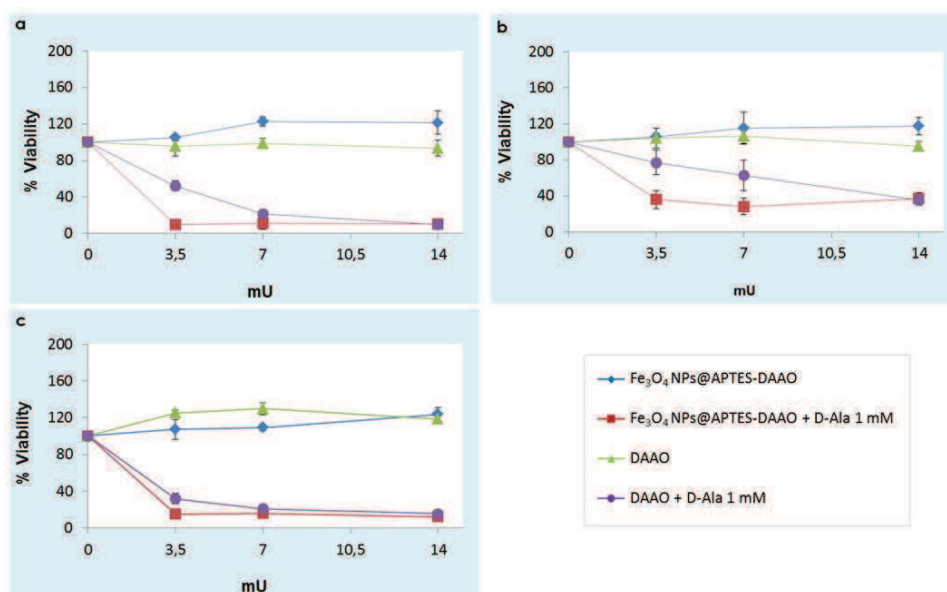 a
200
160
120
80
40
0
% Viability
0 3,5 7 10,5 14
mU
b
200
160
120
80
40
0
% Viability
0 3,5 7 10,5 14
mU
c
200
160
120
80
40
0
% Viability
0 3,5 7 10,5 14
mU
Fe₃O₄ NPs@APTES-DAAO
Fe₃O₄ NPs@APTES-DAAO + D-Ala 1 mM
DAAO
DAAO + D-Ala 1 mM